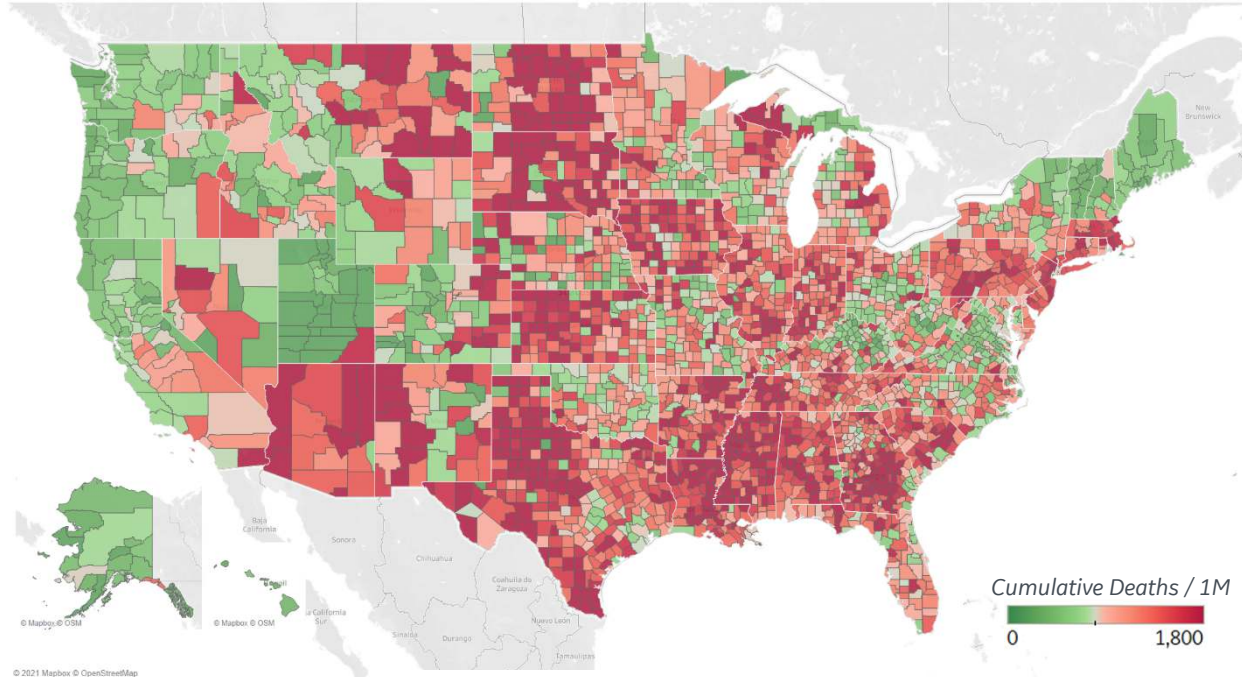 New
Brunswick
Baja
California
Sonora
Chihuahua
Coahuila de
Zaragoza
Nuevo León
Sinaloa
Durango
Tamaulipas
a California
Sur
© Mapbox © OSM
© Mapbox © OSM
Cumulative Deaths / 1M
0
1,800
© 2021 Mapbox © OpenStreetMap